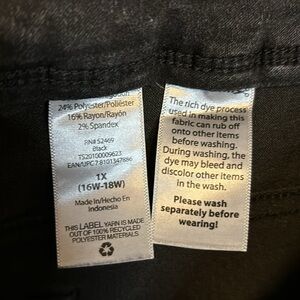 24% Polyester/Poliéster
16% Rayon/Rayón
2% Spandex
RN# 52469
Black
TS20100009623
EAN/UPC 7 8101347886
1X
(16W-18W)
Made In/Hecho En
Indonesia
THIS LABEL YARN IS MADE
OUT OF 100% RECYCLED
POLYESTER MATERIALS.
The rich dye process
used in making this
fabric can rub off
onto other items
before washing.
During washing, the
dye may bleed and
discolor other items
in the wash.
Please wash
separately before
wearing!